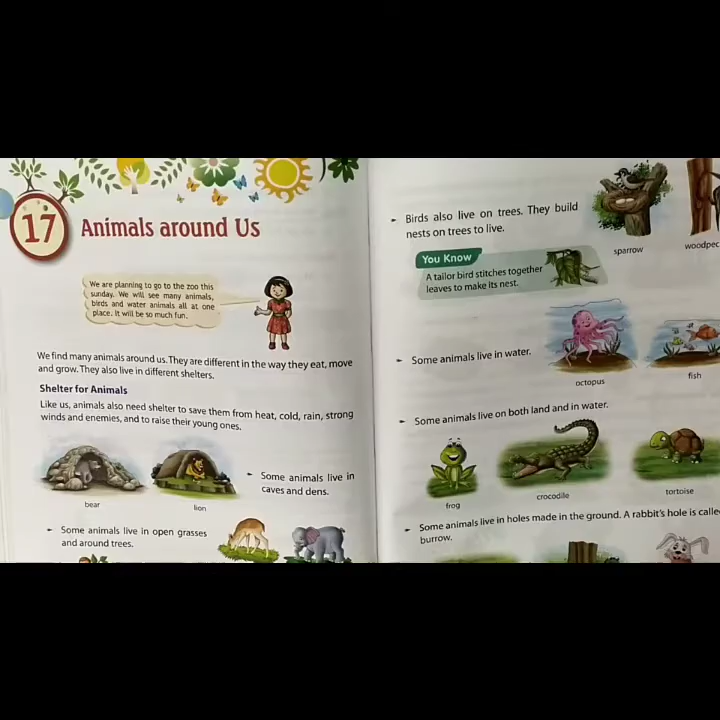 17
Animals around Us
We are planning to go to the zoo this
sunday. We will see many animals,
birds and water animals all at one
place. It will be so much fun.
We find many animals around us. They are different in the way they eat, move
and grow. They also live in different shelters.
Shelter for Animals
Like us, animals also need shelter to save them from heat, cold, rain, strong
winds and enemies, and to raise their young ones.
bear
lion
Some animals live in
caves and dens.
Some animals live in open grasses
and around trees.
Birds also live on trees. They build
nests on trees to live.
sparrow
woodpec
You Know
A tailor bird stitches together
leaves to make its nest.
Some animals live in water.
octopus
fish
Some animals live on both land and in water.
frog
crocodile
tortoise
Some animals live in holes made in the ground. A rabbit's hole is calle
burrow.